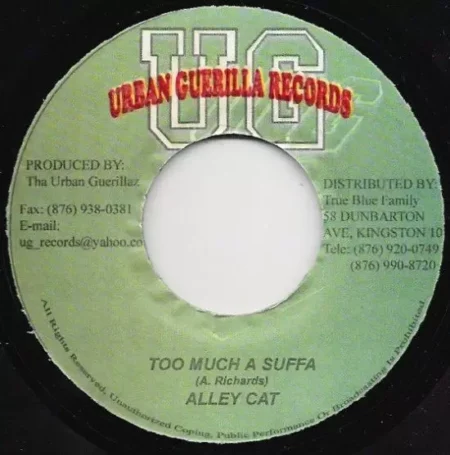 UG
URBAN GUERILLA RECORDS
PRODUCED BY:
Tha Urban Guerillaz
Fax: (876) 938-0381
E-mail:
ug_records@yahoo.co
DISTRIBUTED BY:
True Blue Family
58 DUNBARTON
AVE, KINGSTON 10
Tele: (876) 920-0749
(876) 990-8720
TOO MUCH A SUFFA
(A. Richards)
ALLEY CAT
All Rights Reserved, Unauthorized Coping, Public Performance Or Broadcasting Is Prohibited.